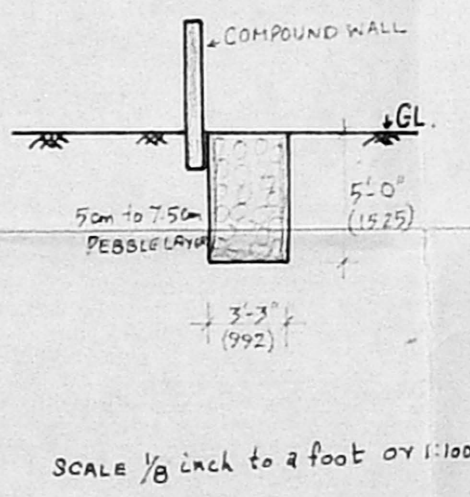 COMPOUND WALL
GL.
5'-0"
(1525)
5cm to 7.5cm
PEBBLE LAYER
3'-3"
(992)
SCALE 1/8 inch to a foot or 1:100